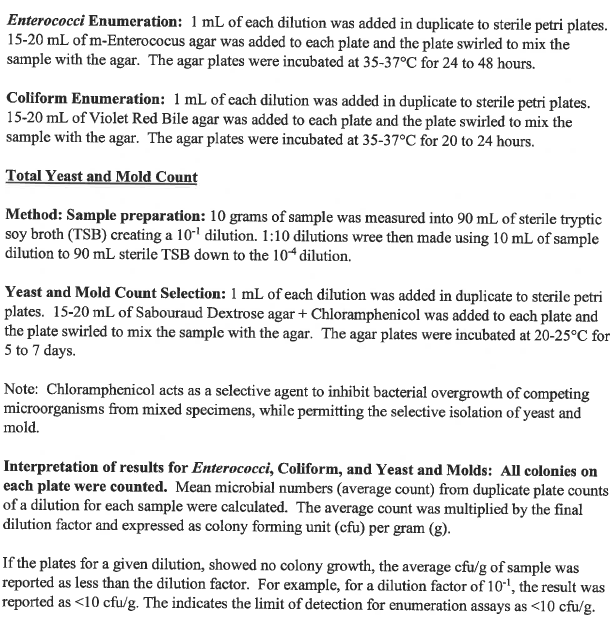 Enterococci Enumeration: 1 mL of each dilution was added in duplicate to sterile petri plates.
15-20 mL of m-Enterococus agar was added to each plate and the plate swirled to mix the
sample with the agar. The agar plates were incubated at 35-37°C for 24 to 48 hours.
Coliform Enumeration: 1 mL of each dilution was added in duplicate to sterile petri plates.
15-20 mL of Violet Red Bile agar was added to each plate and the plate swirled to mix the
sample with the agar. The agar plates were incubated at 35-37°C for 20 to 24 hours.
Total Yeast and Mold Count
Method: Sample preparation: 10 grams of sample was measured into 90 mL of sterile tryptic
soy broth (TSB) creating a 10⁻¹ dilution. 1:10 dilutions wree then made using 10 mL of sample
dilution to 90 mL sterile TSB down to the 10⁻⁴ dilution.
Yeast and Mold Count Selection: 1 mL of each dilution was added in duplicate to sterile petri
plates. 15-20 mL of Sabouraud Dextrose agar + Chloramphenicol was added to each plate and
the plate swirled to mix the sample with the agar. The agar plates were incubated at 20-25°C for
5 to 7 days.
Note: Chloramphenicol acts as a selective agent to inhibit bacterial overgrowth of competing
microorganisms from mixed specimens, while permitting the selective isolation of yeast and
mold.
Interpretation of results for Enterococci, Coliform, and Yeast and Molds: All colonies on
each plate were counted. Mean microbial numbers (average count) from duplicate plate counts
of a dilution for each sample were calculated. The average count was multiplied by the final
dilution factor and expressed as colony forming unit (cfu) per gram (g).
If the plates for a given dilution, showed no colony growth, the average cfu/g of sample was
reported as less than the dilution factor. For example, for a dilution factor of 10⁻¹, the result was
reported as <10 cfu/g. The indicates the limit of detection for enumeration assays as <10 cfu/g.